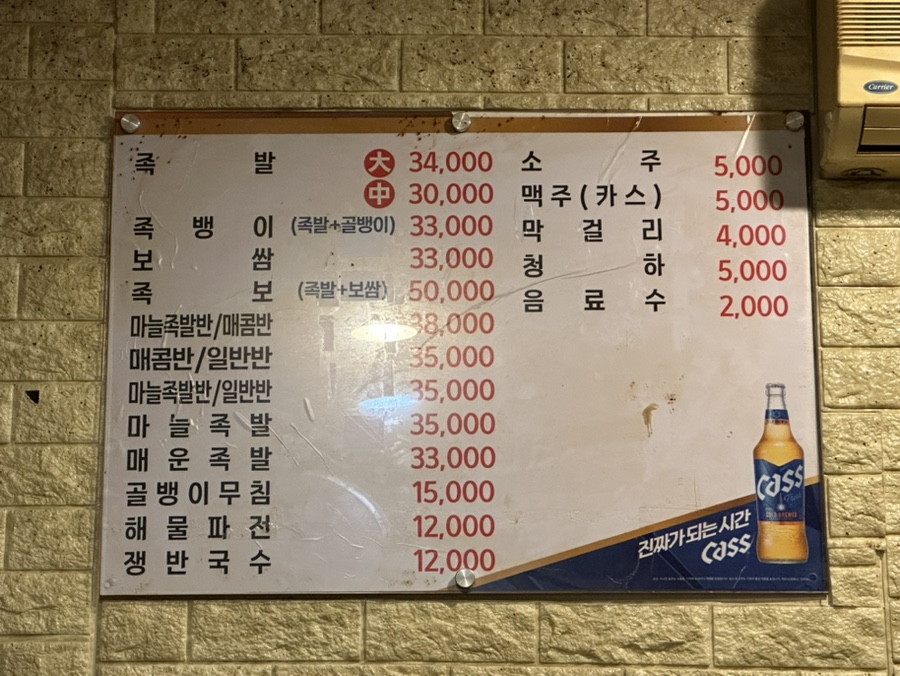 족발 大 34,000
中 30,000
족뱅이 (족발+골뱅이) 33,000
보쌈 33,000
족보 (족발+보쌈) 50,000
마늘족발반/매콤반 38,000
매콤반/일반반 35,000
마늘족발반/일반반 35,000
마늘족발 35,000
매운족발 33,000
골뱅이무침 15,000
해물파전 12,000
쟁반국수 12,000
소주 5,000
맥주(카스) 5,000
막걸리 4,000
청하 5,000
음료수 2,000
Cass
COLD BREWED
진짜가 되는 시간
Cass
Carrier